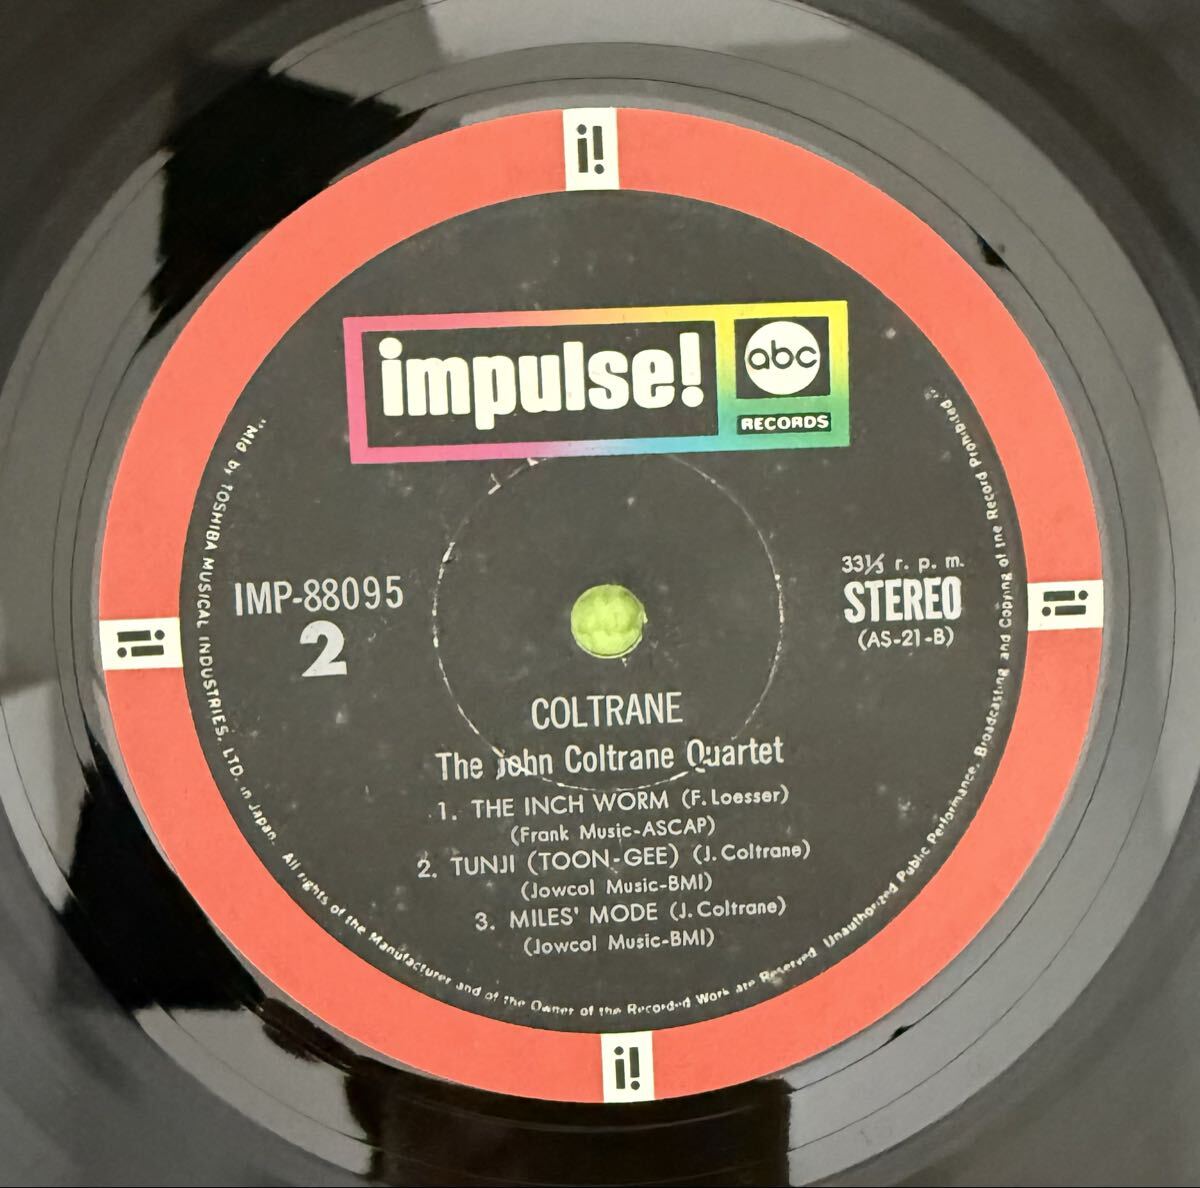 i!
impulse!
abc
RECORDS
IMP-88095
2
33⅓ r. p. m.
STEREO
(AS-21-B)
i!
i!
COLTRANE
The John Coltrane Quartet
1. THE INCH WORM (F. Loesser)
(Frank Music-ASCAP)
2. TUNJI (TOON-GEE) (J. Coltrane)
(Jowcol Music-BMI)
3. MILES' MODE (J. Coltrane)
(Jowcol Music-BMI)
"Mfd by TOSHIBA MUSICAL INDUSTRIES, LTD. in Japan. All rights of the Manufacturer and of the Owner of the Recorded Work are Reserved. Unauthorized Public Performance, Broadcasting and Copying of the Record Prohibited."
i!